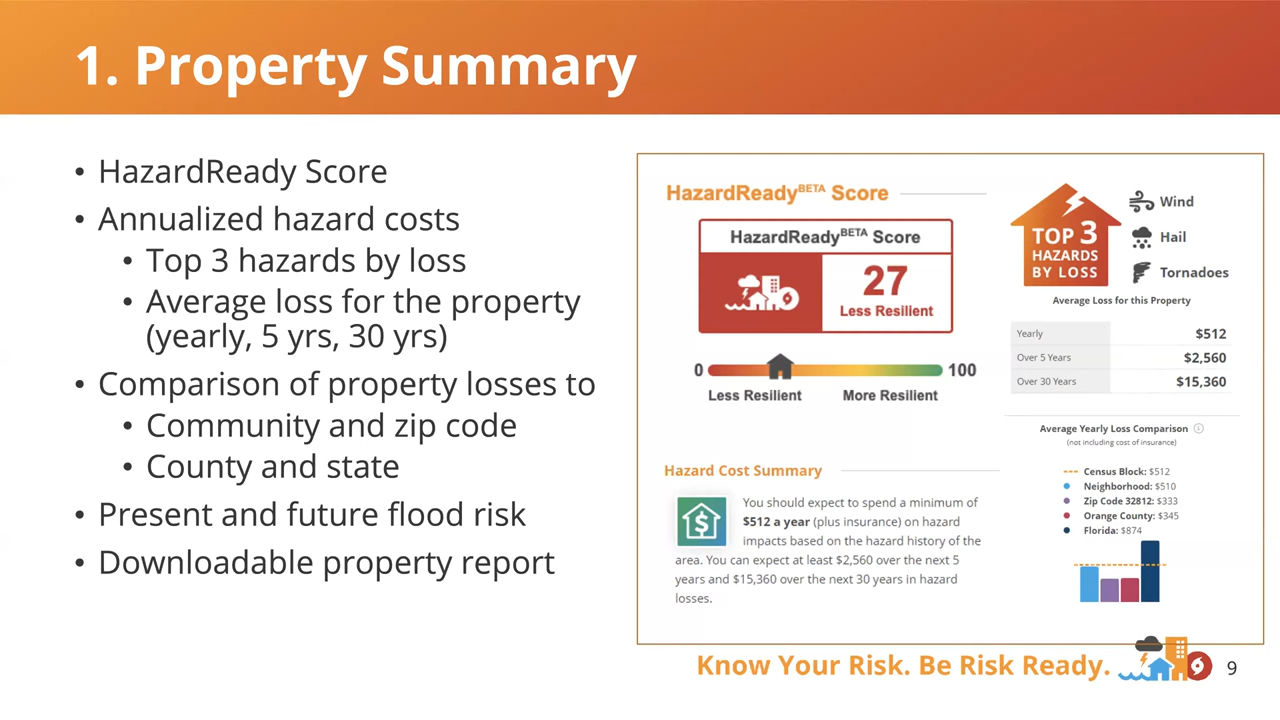 1. Property Summary
• HazardReady Score
• Annualized hazard costs
• Top 3 hazards by loss
• Average loss for the property
(yearly, 5 yrs, 30 yrs)
• Comparison of property losses to
• Community and zip code
• County and state
• Present and future flood risk
• Downloadable property report
HazardReadyBETA Score
HazardReadyBETA Score
27
Less Resilient
0
100
Less Resilient
More Resilient
Hazard Cost Summary
You should expect to spend a minimum of
$512 a year (plus insurance) on hazard
impacts based on the hazard history of the
area. You can expect at least $2,560 over the next 5
years and $15,360 over the next 30 years in hazard
losses.
TOP 3
HAZARDS
BY LOSS
Wind
Hail
Tornadoes
Average Loss for this Property
Yearly $512
Over 5 Years $2,560
Over 30 Years $15,360
Average Yearly Loss Comparison
(not including cost of insurance)
Census Block: $512
Neighborhood: $510
Zip Code 32812: $333
Orange County: $345
Florida: $874
Know Your Risk. Be Risk Ready.
9